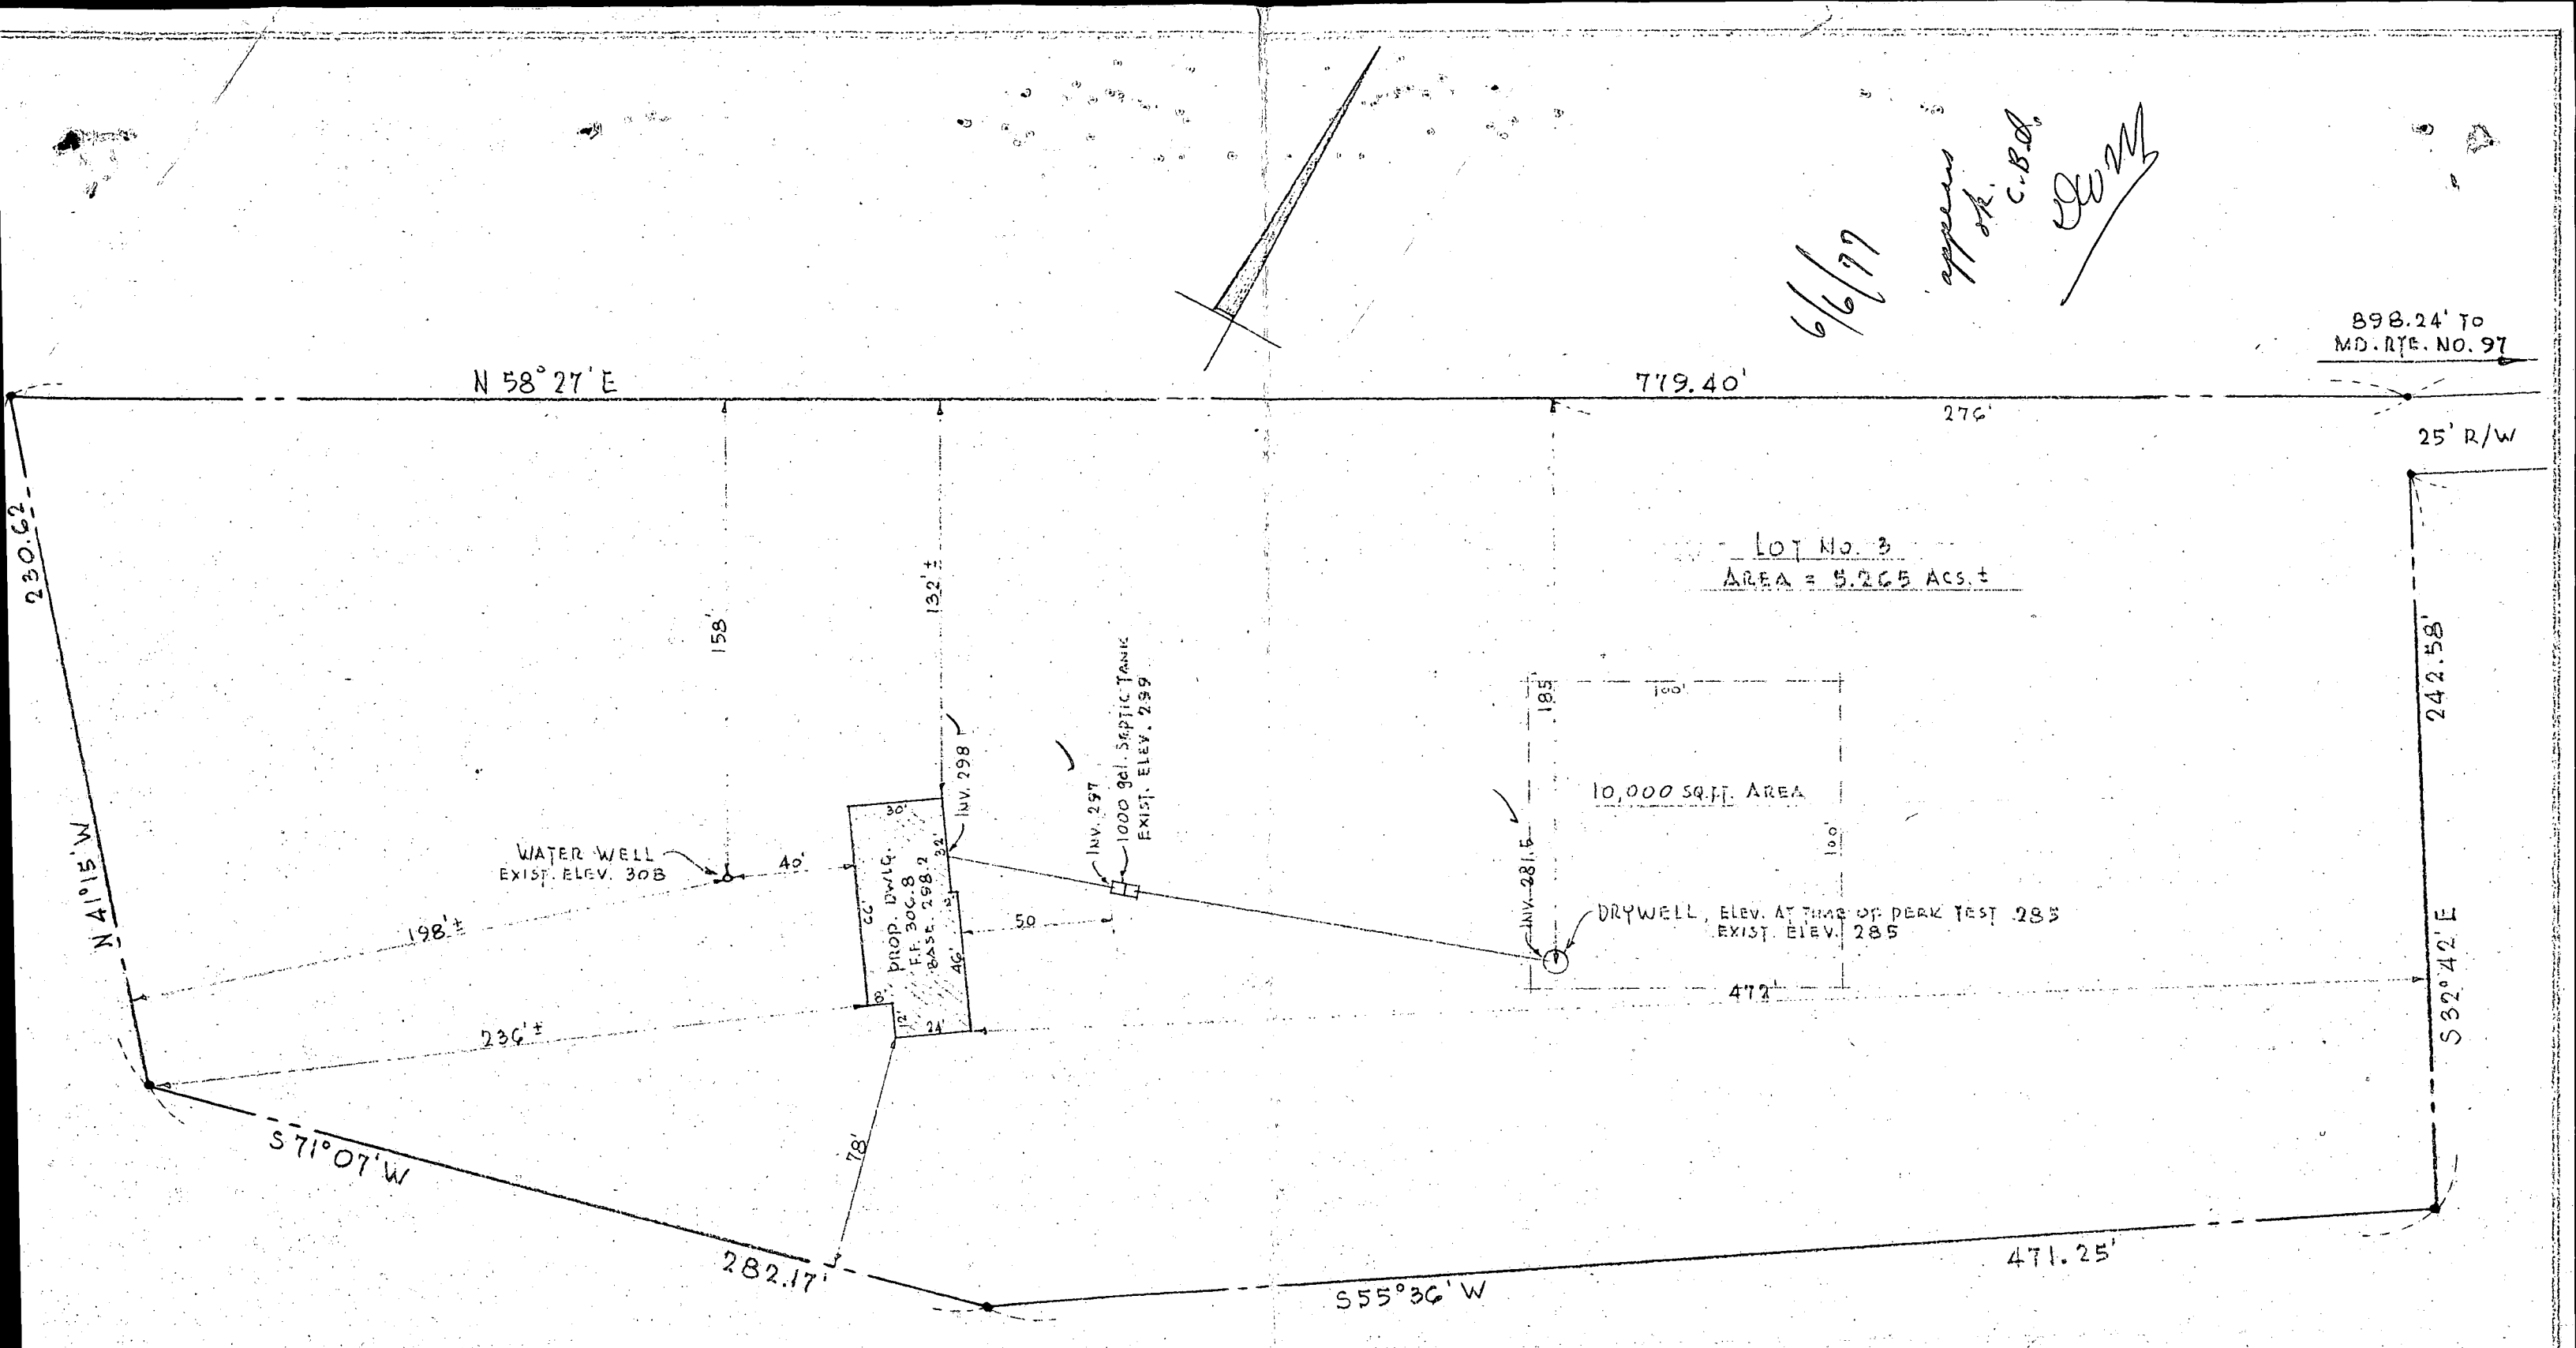 6/6/77
appears
ok.
C.B.D.
898.24' TO
MD. RTE. NO. 97
N 58° 27' E
779.40'
276'
25' R/W
230.62
N 41°15' W
158'
132'±
LOT NO. 3
AREA = 5.265 ACS.±
242.58'
S 32°42' E
185
100'
10,000 SQ.FT. AREA
100'
INV. 298
INV. 297
1000 gal. SEPTIC TANK
EXIST. ELEV. 299
INV. 281.5
WATER WELL
EXIST. ELEV. 308
40'
30'
32'
66'
PROP. DWLG.
F.F. 306.8
BASE. 298.2
46'
8'
12'
24'
50
DRYWELL, ELEV. AT TIME OF PERK TEST 285
EXIST. ELEV. 285
198'±
236'±
472'
78'
S 71°07' W
282.17'
S55°36' W
471.25'